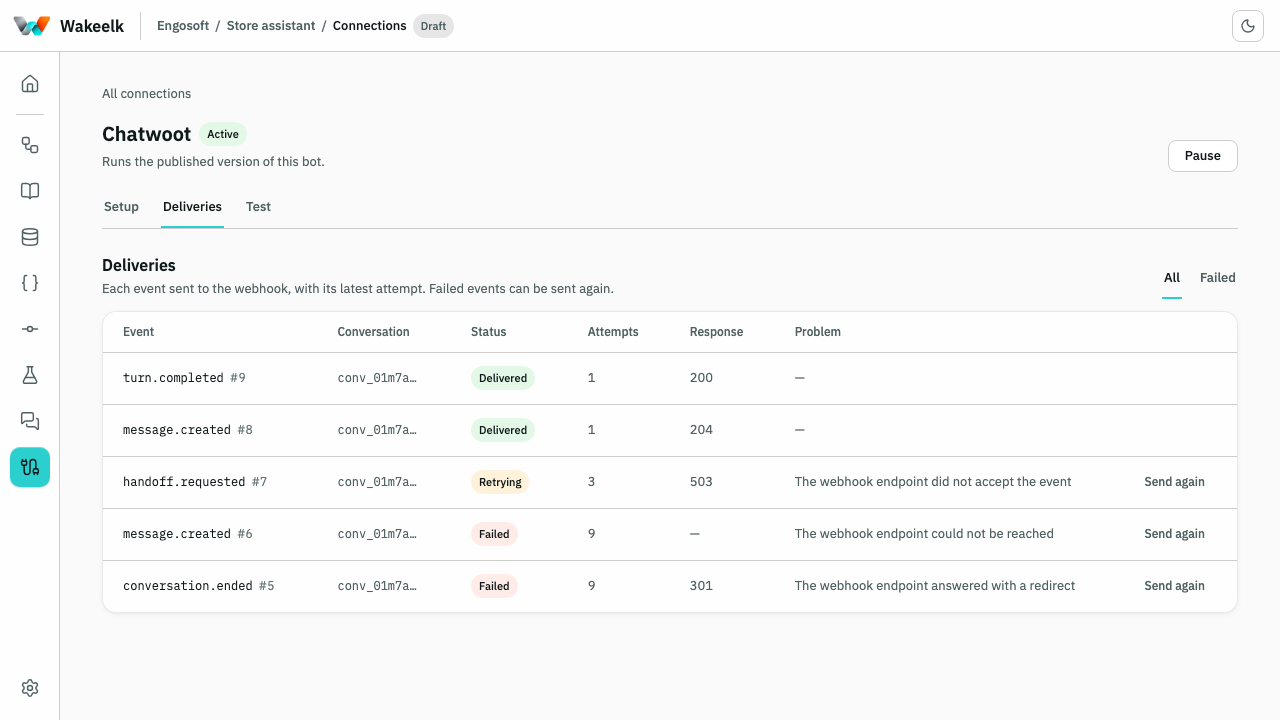 Wakeelk Engosoft / Store assistant / Connections Draft
All connections
Chatwoot Active
Runs the published version of this bot.
Pause
Setup Deliveries Test
Deliveries
Each event sent to the webhook, with its latest attempt. Failed events can be sent again.
All Failed
Event Conversation Status Attempts Response Problem
turn.completed #9 conv_01m7a… Delivered 1 200 —
message.created #8 conv_01m7a… Delivered 1 204 —
handoff.requested #7 conv_01m7a… Retrying 3 503 The webhook endpoint did not accept the event Send again
message.created #6 conv_01m7a… Failed 9 — The webhook endpoint could not be reached Send again
conversation.ended #5 conv_01m7a… Failed 9 301 The webhook endpoint answered with a redirect Send again